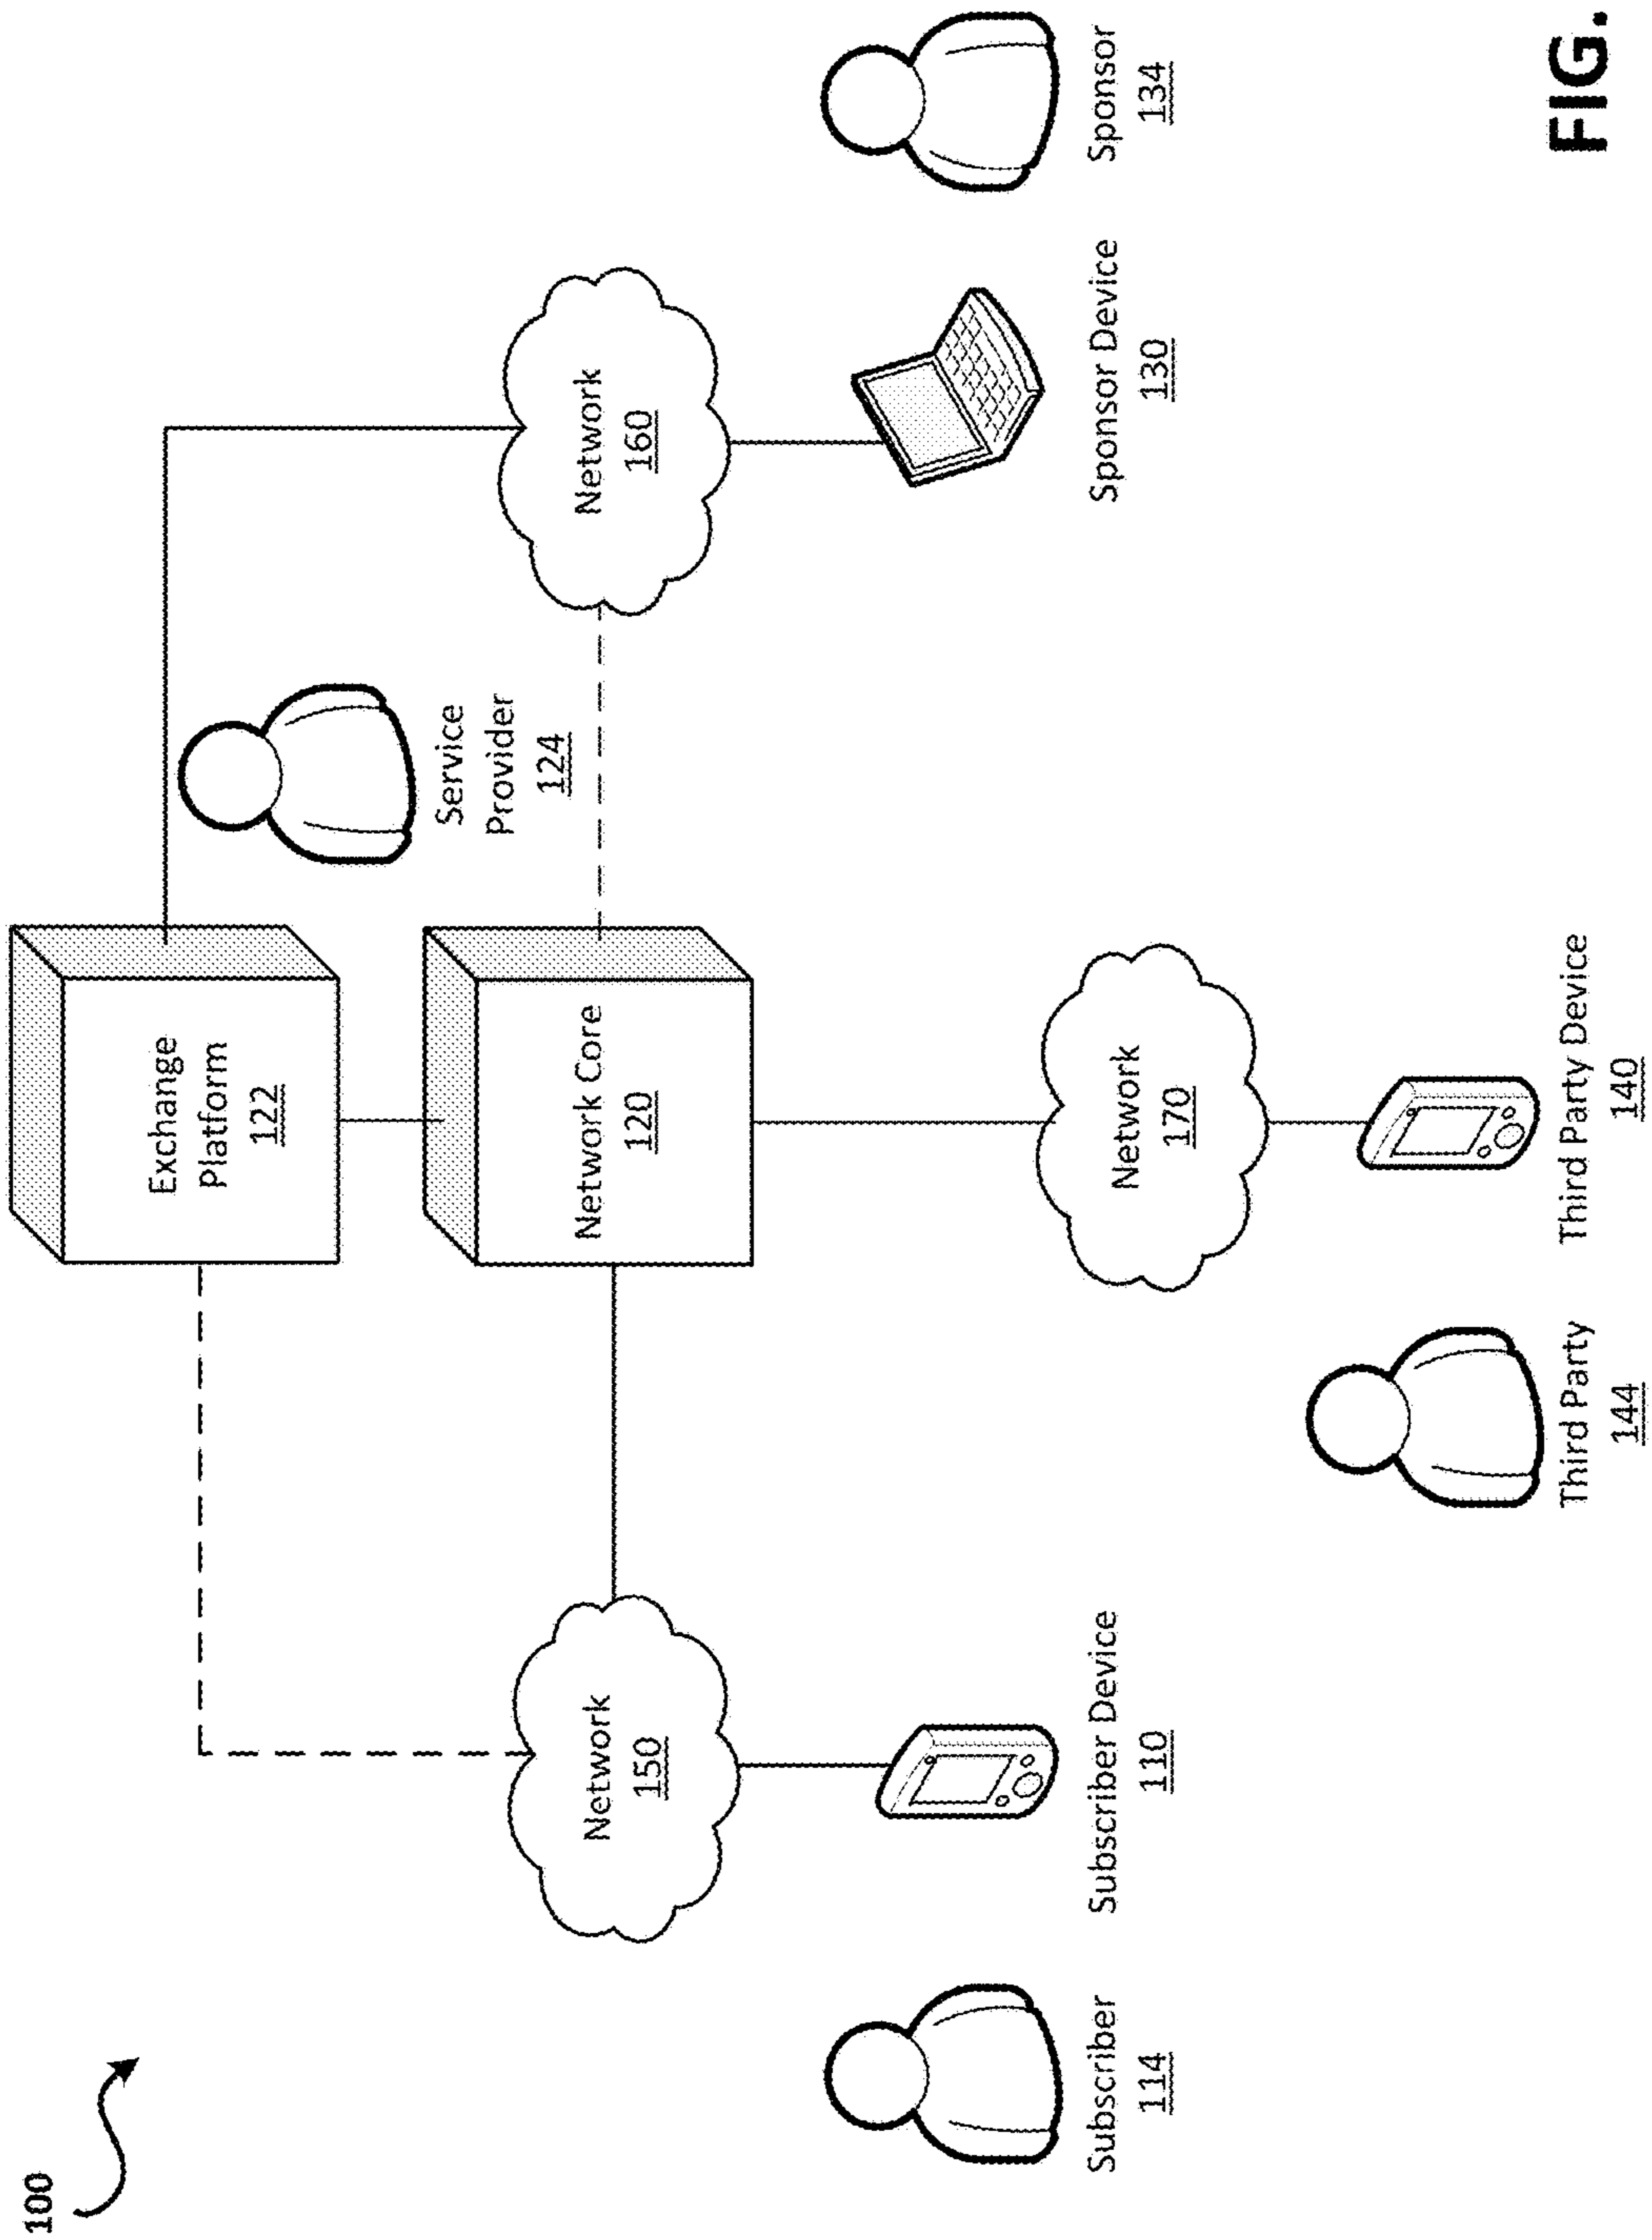 100
Exchange
Platform
122
Service
Provider
124
Network Core
120
Network
150
Network
160
Subscriber
114
Subscriber Device
110
Sponsor Device
130
Sponsor
134
Network
170
Third Party
144
Third Party Device
140
FIG.